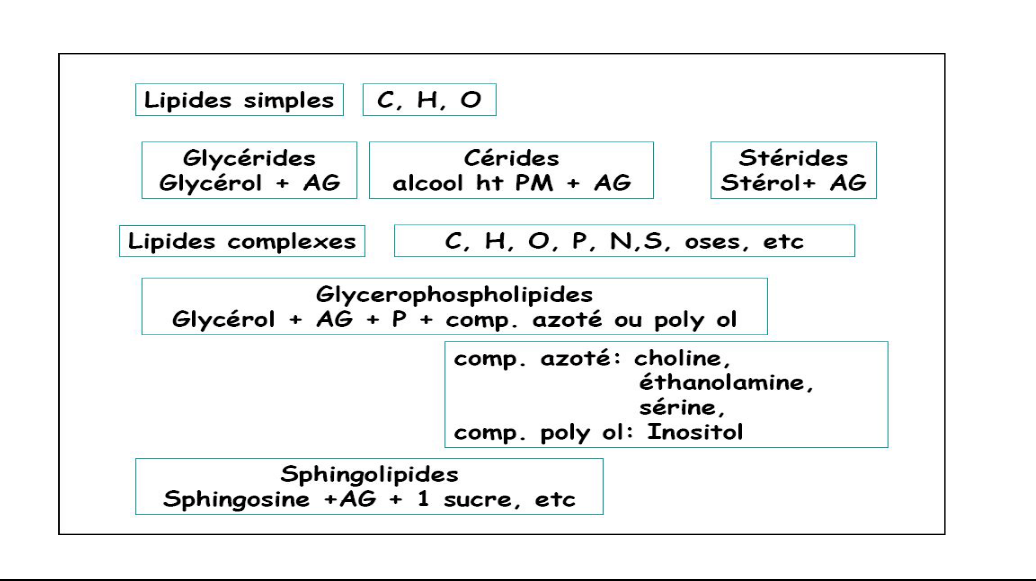 Lipides simples
C, H, O
Glycérides
Glycérol + AG
Cérides
alcool ht PM + AG
Stérides
Stérol+ AG
Lipides complexes
C, H, O, P, N,S, oses, etc
Glycerophospholipides
Glycérol + AG + P + comp. azoté ou poly ol
comp. azoté: choline,
éthanolamine,
sérine,
comp. poly ol: Inositol
Sphingolipides
Sphingosine +AG + 1 sucre, etc